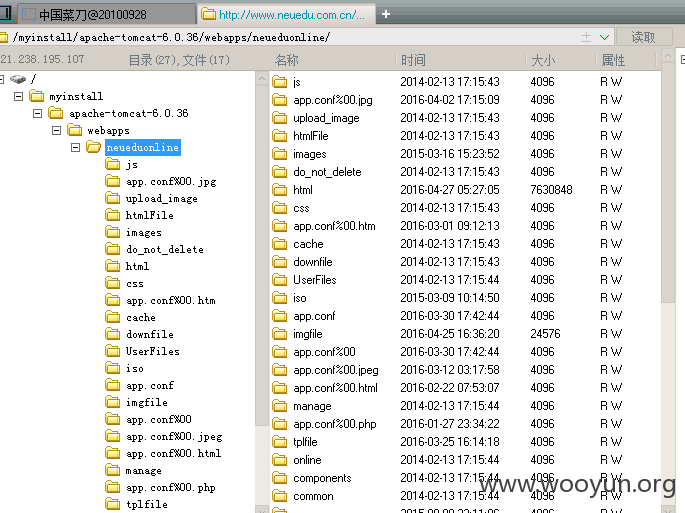 中国菜刀@20100928 http://www.neuedu.com.cn/... +
/myinstall/apache-tomcat-6.0.36/webapps/neueduonline/ 读取
21.238.195.107 目录(27),文件(17) 名称 时间 大小 属性
/
myinstall
apache-tomcat-6.0.36
webapps
neueduonline
js
app.conf%00.jpg
upload_image
htmlFile
images
do_not_delete
html
css
app.conf%00.htm
cache
downfile
UserFiles
iso
app.conf
imgfile
app.conf%00
app.conf%00.jpeg
app.conf%00.html
manage
app.conf%00.php
tplfile
js 2014-02-13 17:15:43 4096 R W
app.conf%00.jpg 2016-04-02 17:15:09 4096 R W
upload_image 2014-02-13 17:15:43 4096 R W
htmlFile 2014-02-13 17:15:43 4096 R W
images 2015-03-16 15:23:52 4096 R W
do_not_delete 2014-02-13 17:15:43 4096 R W
html 2016-04-27 05:27:05 7630848 R W
css 2014-02-13 17:15:43 4096 R W
app.conf%00.htm 2016-03-01 09:12:13 4096 R W
cache 2014-02-13 17:15:43 4096 R W
downfile 2014-02-13 17:15:43 4096 R W
UserFiles 2014-02-13 17:15:44 4096 R W
iso 2015-03-09 10:14:50 4096 R W
app.conf 2016-03-30 17:42:44 4096 R W
imgfile 2016-04-25 16:36:20 24576 R W
app.conf%00 2016-03-30 17:42:44 4096 R W
app.conf%00.jpeg 2016-03-12 03:17:58 4096 R W
app.conf%00.html 2016-02-22 07:53:07 4096 R W
manage 2014-02-13 17:15:44 4096 R W
app.conf%00.php 2016-01-27 23:34:22 4096 R W
tplfile 2016-03-25 16:14:18 4096 R W
online 2014-02-13 17:15:44 4096 R W
components 2014-02-13 17:15:44 4096 R W
common 2014-02-13 17:15:44 4096 R W
www.wooyun.org